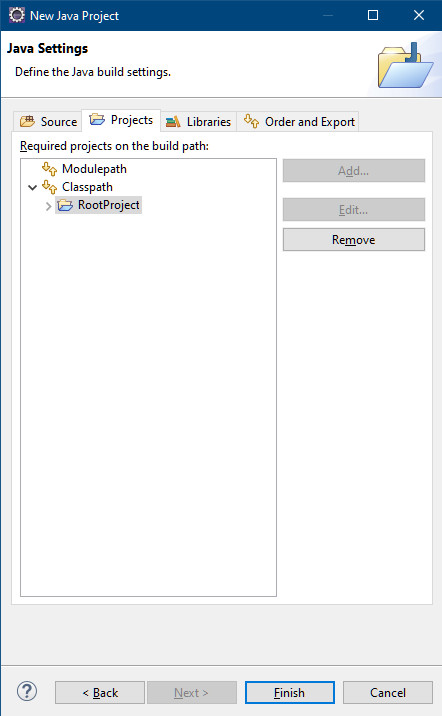 New Java Project
Java Settings
Define the Java build settings.
Source Projects Libraries Order and Export
Required projects on the build path:
Modulepath
Classpath
RootProject
Add...
Edit...
Remove
?
< Back Next > Finish Cancel